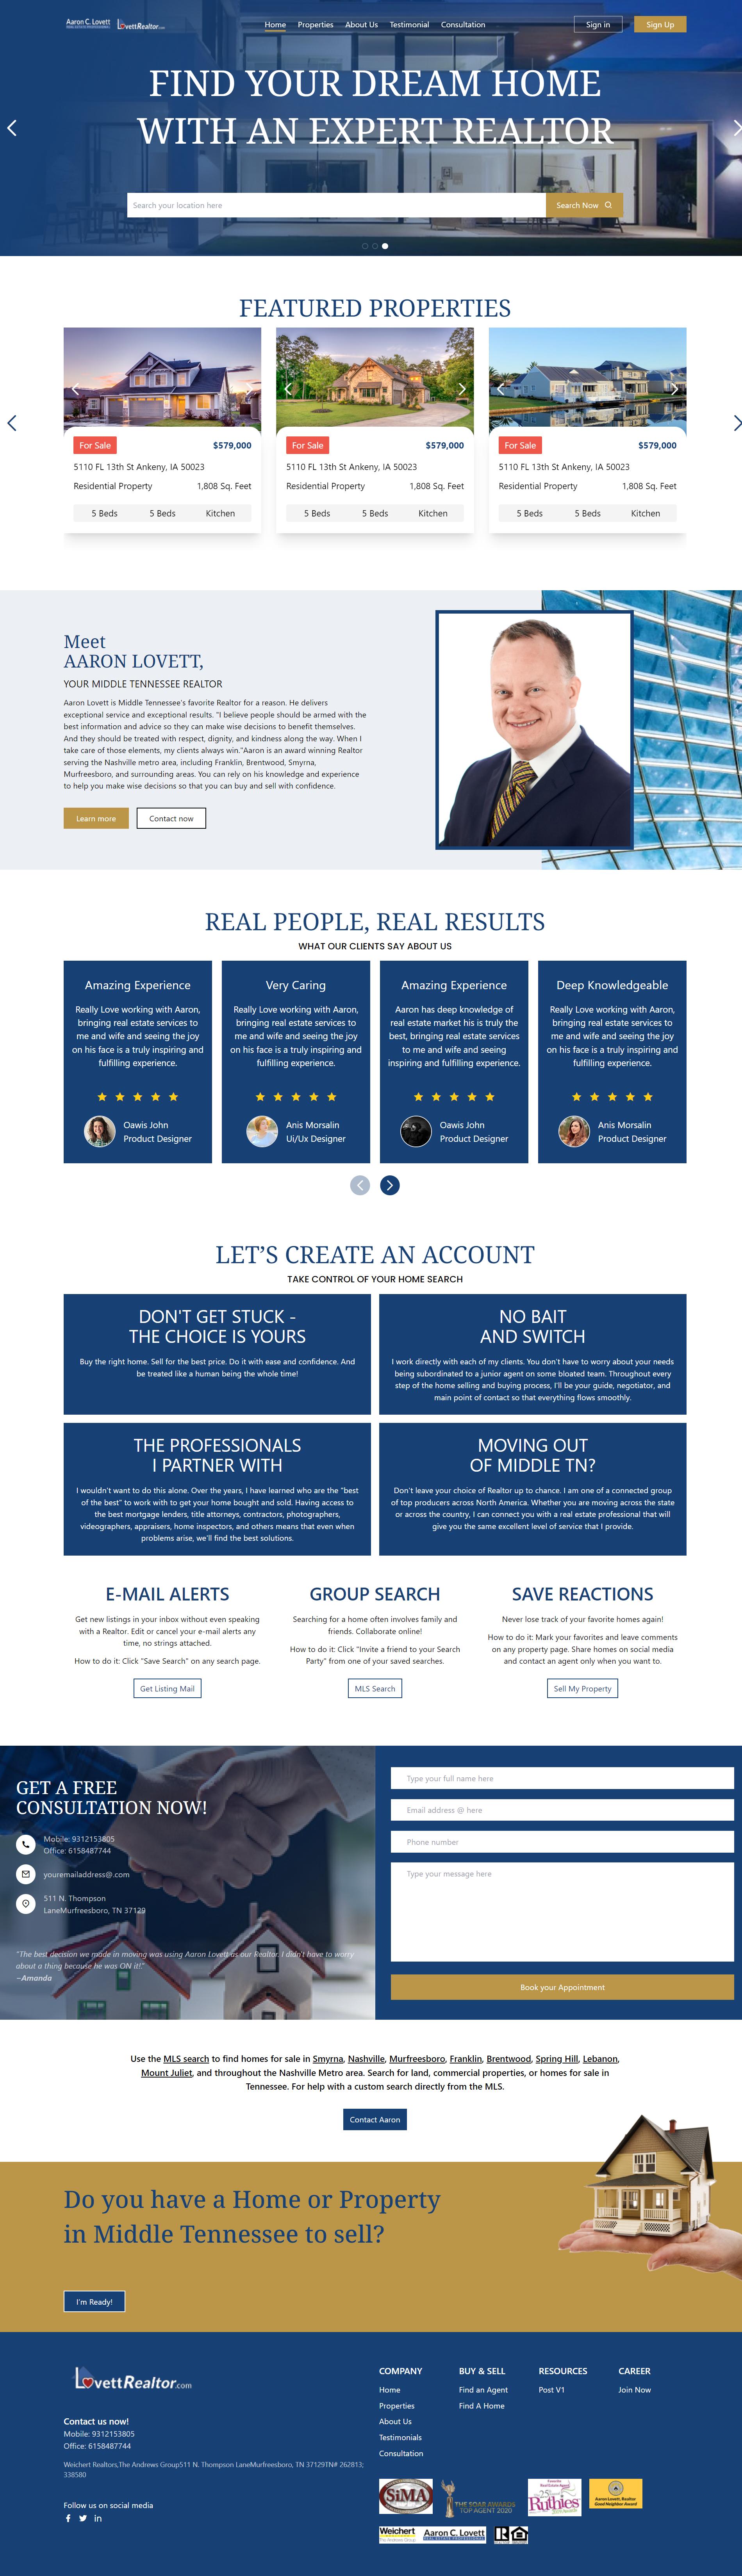 Aaron C. Lovett
LovettRealtor.com
Home Properties About Us Testimonial Consultation
Sign in Sign Up
FIND YOUR DREAM HOME
WITH AN EXPERT REALTOR
Search your location here
Search Now
FEATURED PROPERTIES
For Sale $579,000
5110 FL 13th St Ankeny, IA 50023
Residential Property 1,808 Sq. Feet
5 Beds 5 Beds Kitchen
For Sale $579,000
5110 FL 13th St Ankeny, IA 50023
Residential Property 1,808 Sq. Feet
5 Beds 5 Beds Kitchen
For Sale $579,000
5110 FL 13th St Ankeny, IA 50023
Residential Property 1,808 Sq. Feet
5 Beds 5 Beds Kitchen
Meet
AARON LOVETT,
YOUR MIDDLE TENNESSEE REALTOR
Aaron Lovett is Middle Tennessee's favorite Realtor for a reason. He delivers
exceptional service and exceptional results. "I believe people should be armed with the
best information and advice so they can make wise decisions to benefit themselves.
And they should be treated with respect, dignity, and kindness along the way. When I
take care of those elements, my clients always win."Aaron is an award winning Realtor
serving the Nashville metro area, including Franklin, Brentwood, Smyrna,
Murfreesboro, and surrounding areas. You can rely on his knowledge and experience
to help you make wise decisions so that you can buy and sell with confidence.
Learn more Contact now
REAL PEOPLE, REAL RESULTS
WHAT OUR CLIENTS SAY ABOUT US
Amazing Experience
Really Love working with Aaron,
bringing real estate services to
me and wife and seeing the joy
on his face is a truly inspiring and
fulfilling experience.
Oawis John
Product Designer
Very Caring
Really Love working with Aaron,
bringing real estate services to
me and wife and seeing the joy
on his face is a truly inspiring and
fulfilling experience.
Anis Morsalin
Ui/Ux Designer
Amazing Experience
Aaron has deep knowledge of
real estate market his is truly the
best, bringing real estate services
to me and wife and seeing
inspiring and fulfilling experience.
Oawis John
Product Designer
Deep Knowledgeable
Really Love working with Aaron,
bringing real estate services to
me and wife and seeing the joy
on his face is a truly inspiring and
fulfilling experience.
Anis Morsalin
Product Designer
LET'S CREATE AN ACCOUNT
TAKE CONTROL OF YOUR HOME SEARCH
DON'T GET STUCK -
THE CHOICE IS YOURS
Buy the right home. Sell for the best price. Do it with ease and confidence. And
be treated like a human being the whole time!
NO BAIT
AND SWITCH
I work directly with each of my clients. You don't have to worry about your needs
being subordinated to a junior agent on some bloated team. Throughout every
step of the home selling and buying process, I'll be your guide, negotiator, and
main point of contact so that everything flows smoothly.
THE PROFESSIONALS
I PARTNER WITH
I wouldn't want to do this alone. Over the years, I have learned who are the "best
of the best" to work with to get your home bought and sold. Having access to
the best mortgage lenders, title attorneys, contractors, photographers,
videographers, appraisers, home inspectors, and others means that even when
problems arise, we'll find the best solutions.
MOVING OUT
OF MIDDLE TN?
Don't leave your choice of Realtor up to chance. I am one of a connected group
of top producers across North America. Whether you are moving across the state
or across the country, I can connect you with a real estate professional that will
give you the same excellent level of service that I provide.
E-MAIL ALERTS
Get new listings in your inbox without even speaking
with a Realtor. Edit or cancel your e-mail alerts any
time, no strings attached.
How to do it: Click "Save Search" on any search page.
Get Listing Mail
GROUP SEARCH
Searching for a home often involves family and
friends. Collaborate online!
How to do it: Click "Invite a friend to your Search
Party" from one of your saved searches.
MLS Search
SAVE REACTIONS
Never lose track of your favorite homes again!
How to do it: Mark your favorites and leave comments
on any property page. Share homes on social media
and contact an agent only when you want to.
Sell My Property
GET A FREE
CONSULTATION NOW!
Mobile: 9312153805
Office: 6158487744
youremailaddress@.com
511 N. Thompson
LaneMurfreesboro, TN 37129
"The best decision we made in moving was using Aaron Lovett as our Realtor. I didn't have to worry
about a thing because he was ON it!."
–Amanda
Type your full name here
Email address @ here
Phone number
Type your message here
Book your Appointment
Use the MLS search to find homes for sale in Smyrna, Nashville, Murfreesboro, Franklin, Brentwood, Spring Hill, Lebanon,
Mount Juliet, and throughout the Nashville Metro area. Search for land, commercial properties, or homes for sale in
Tennessee. For help with a custom search directly from the MLS.
Contact Aaron
Do you have a Home or Property
in Middle Tennessee to sell?
I'm Ready!
LovettRealtor.com
Contact us now!
Mobile: 9312153805
Office: 6158487744
Weichert Realtors,The Andrews Group511 N. Thompson LaneMurfreesboro, TN 37129TN# 262813;
338580
Follow us on social media
COMPANY
Home
Properties
About Us
Testimonials
Consultation
BUY & SELL
Find an Agent
Find A Home
RESOURCES
Post V1
CAREER
Join Now
SiMA
THE SOAR AWARDS
TOP AGENT 2020
Ruthies
Aaron Lovett, Realtor
Good Neighbor Award
Weichert
Aaron C. Lovett